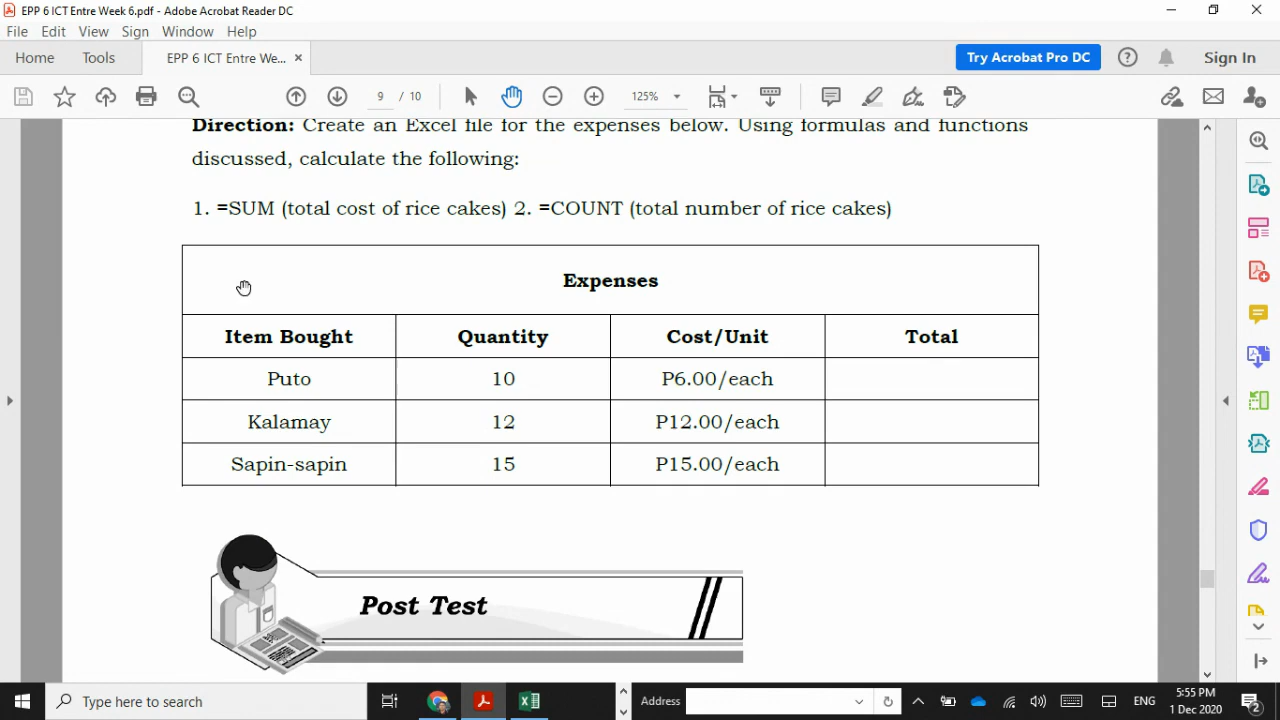 EPP 6 ICT Entre Week 6.pdf - Adobe Acrobat Reader DC
File Edit View Sign Window Help
Home Tools EPP 6 ICT Entre We... × Try Acrobat Pro DC Sign In
9 / 10 125%
Direction: Create an Excel file for the expenses below. Using formulas and functions
discussed, calculate the following:
1. =SUM (total cost of rice cakes) 2. =COUNT (total number of rice cakes)
Expenses
Item Bought Quantity Cost/Unit Total
Puto 10 P6.00/each
Kalamay 12 P12.00/each
Sapin-sapin 15 P15.00/each
Post Test
Type here to search Address ENG 5:55 PM
1 Dec 2020 2